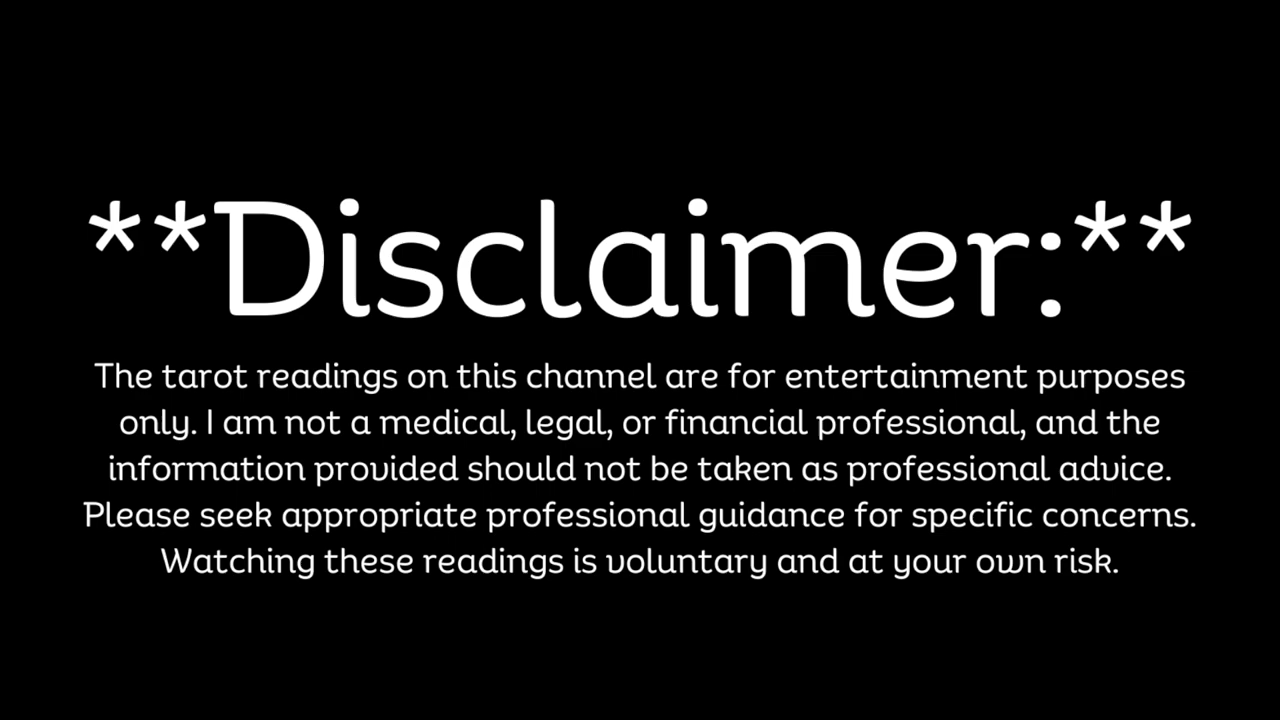 **Disclaimer:**
The tarot readings on this channel are for entertainment purposes
only. I am not a medical, legal, or financial professional, and the
information provided should not be taken as professional advice.
Please seek appropriate professional guidance for specific concerns.
Watching these readings is voluntary and at your own risk.